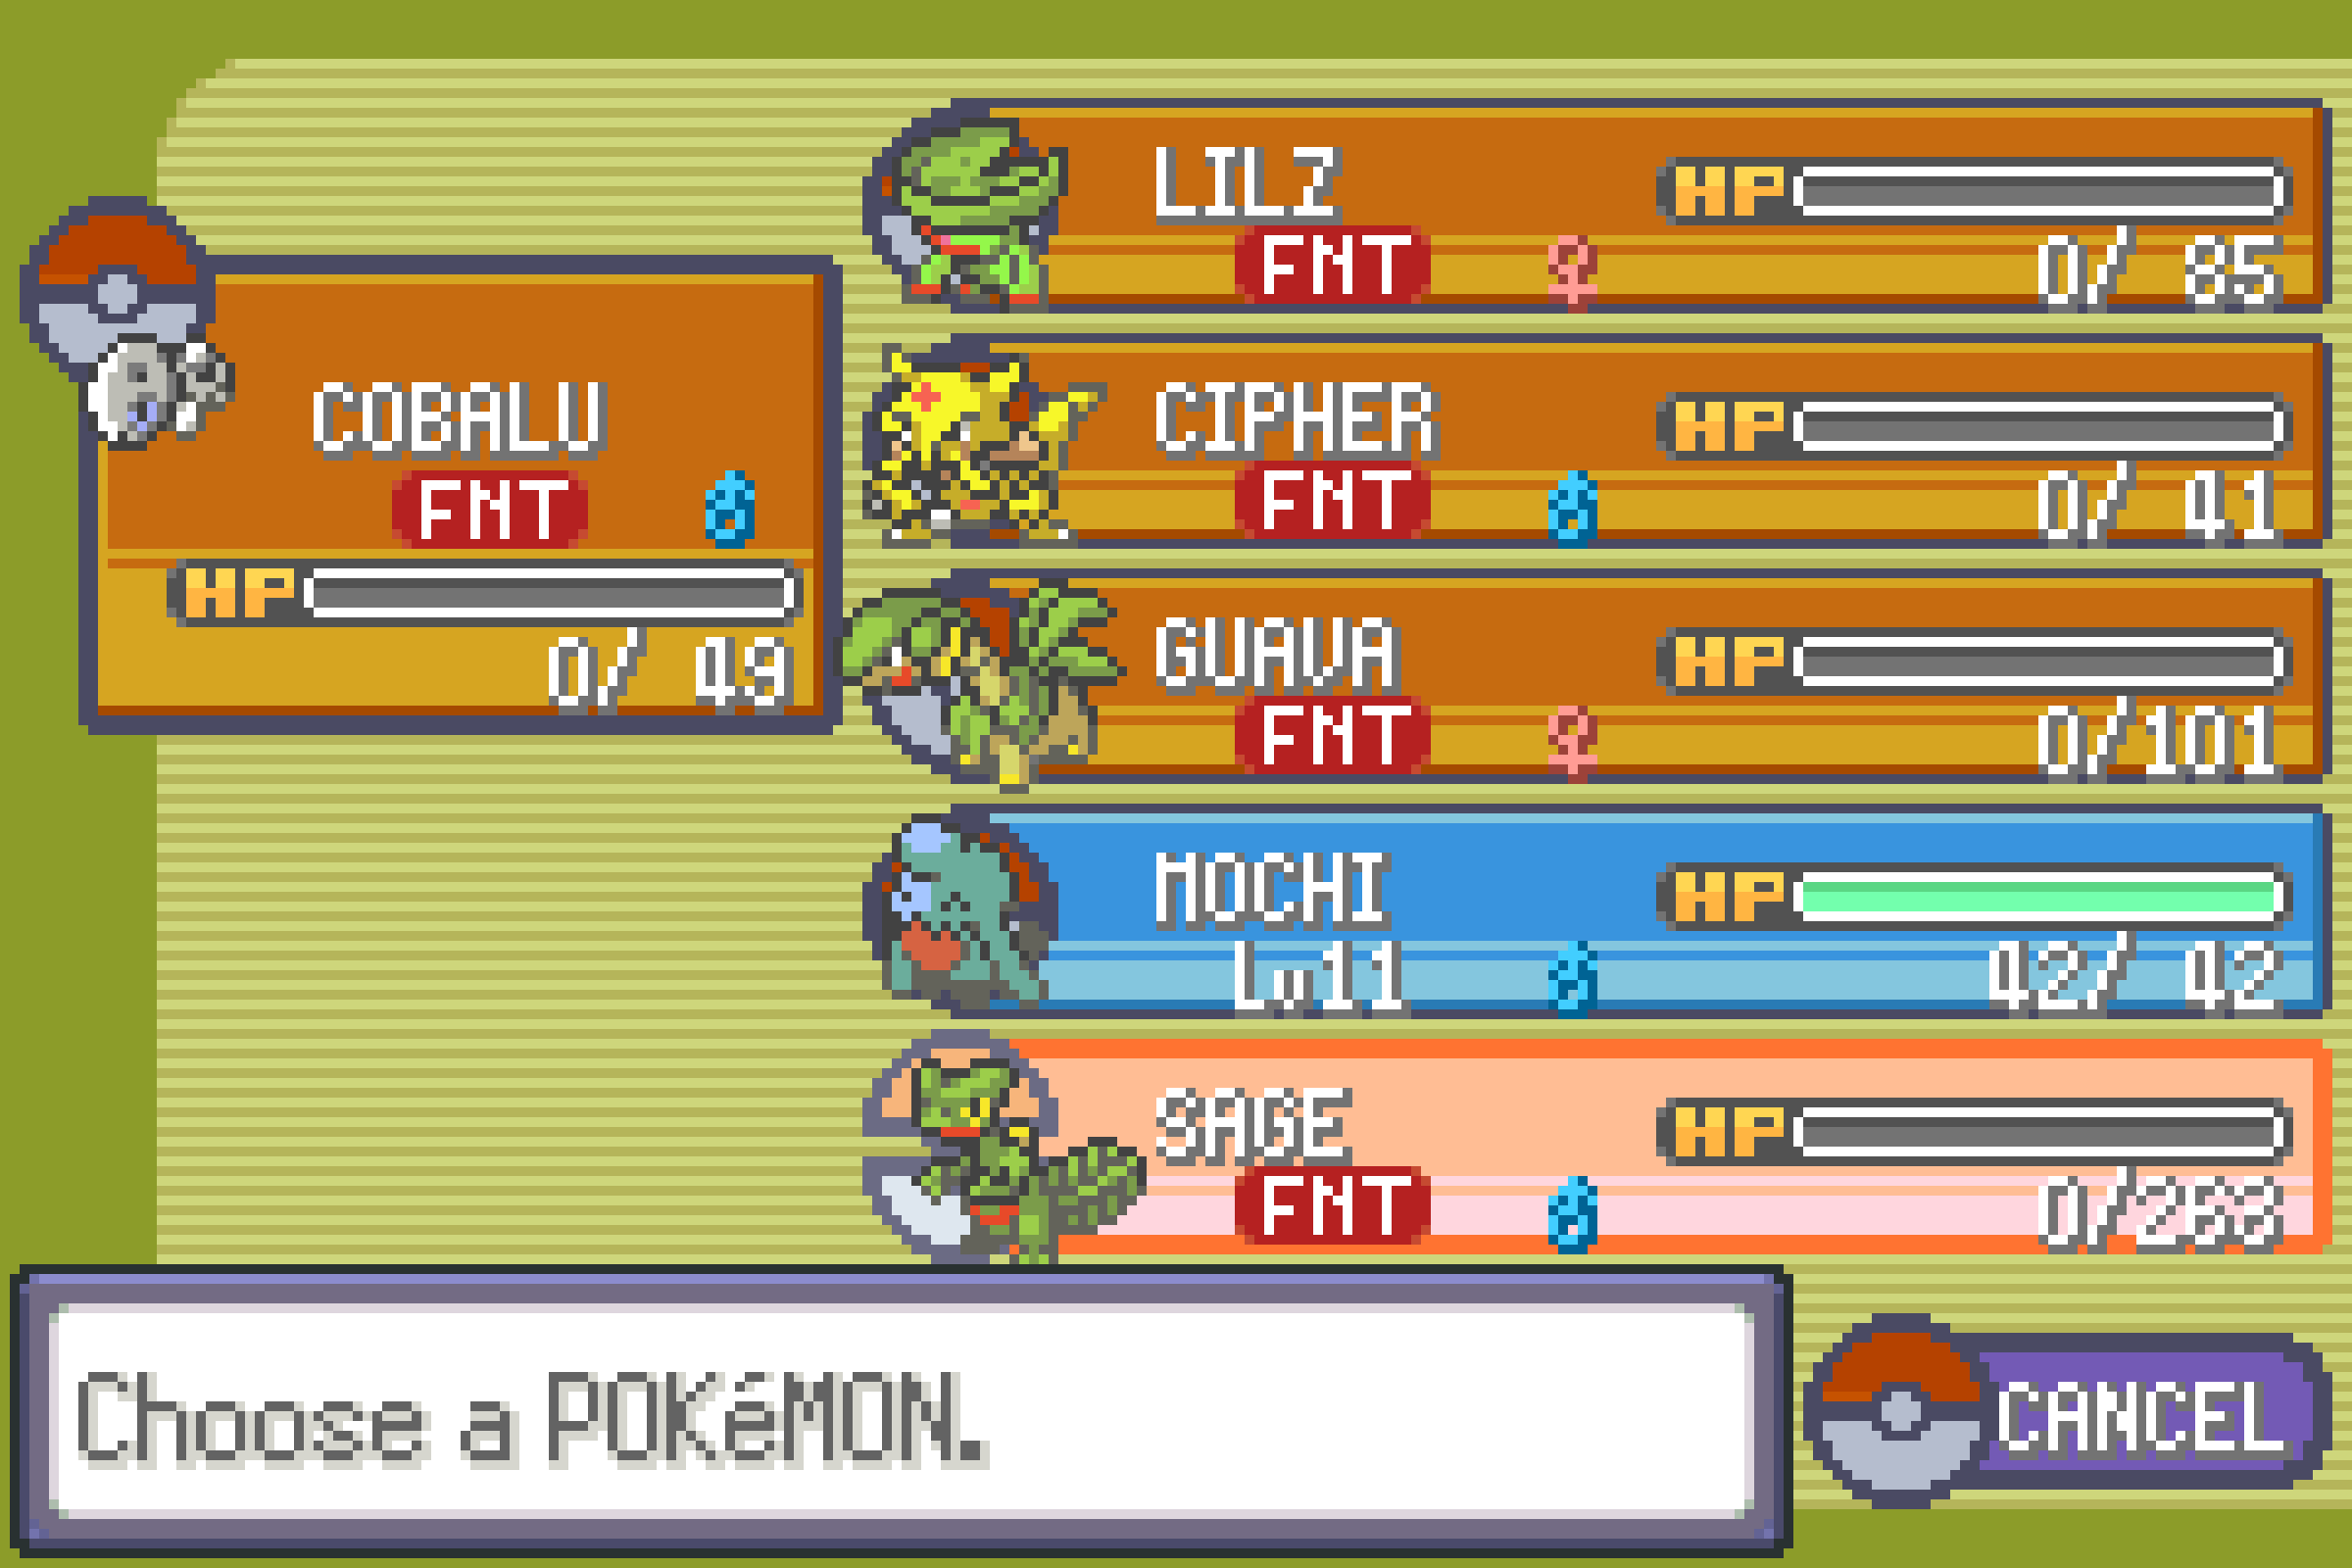 COBALU
FNT ♂
HP
0/ 49
LILZ
HP
FNT ♀
0/ 85
CIPHER
HP
FNT ♂
0/ 41
GUAVA
HP
FNT ♀
0/101
MOCHI
HP
Lv11 ♂
42/ 42
SAGE
HP
FNT ♂
0/263
Choose a POKéMON.
CANCEL